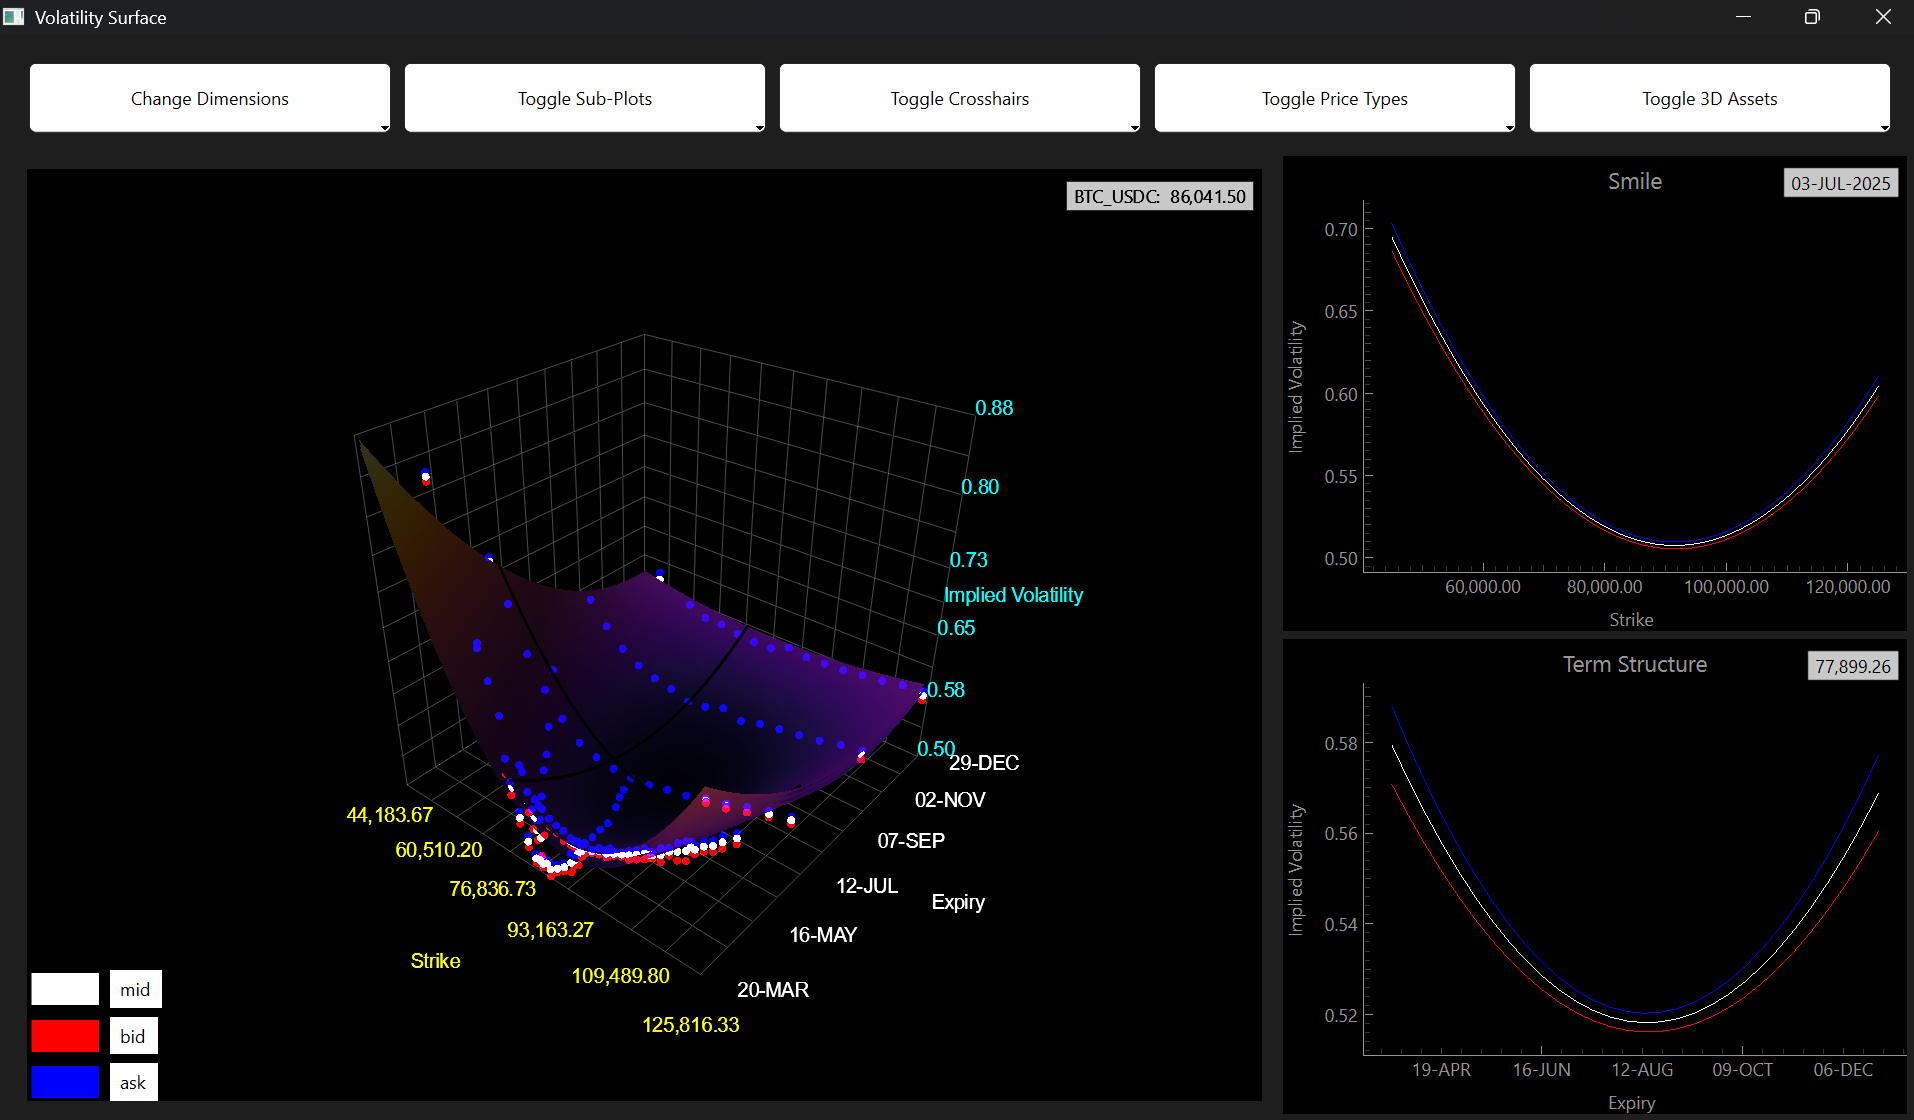 Volatility Surface
Change Dimensions
Toggle Sub-Plots
Toggle Crosshairs
Toggle Price Types
Toggle 3D Assets
BTC_USDC: 86,041.50
0.88
0.80
0.73
Implied Volatility
0.65
0.58
0.50
29-DEC
02-NOV
07-SEP
12-JUL
Expiry
16-MAY
20-MAR
44,183.67
60,510.20
76,836.73
93,163.27
Strike
109,489.80
125,816.33
mid
bid
ask
Smile
03-JUL-2025
0.70
0.65
0.60
0.55
0.50
Implied Volatility
60,000.00 80,000.00 100,000.00 120,000.00
Strike
Term Structure
77,899.26
0.58
0.56
0.54
0.52
Implied Volatility
19-APR 16-JUN 12-AUG 09-OCT 06-DEC
Expiry